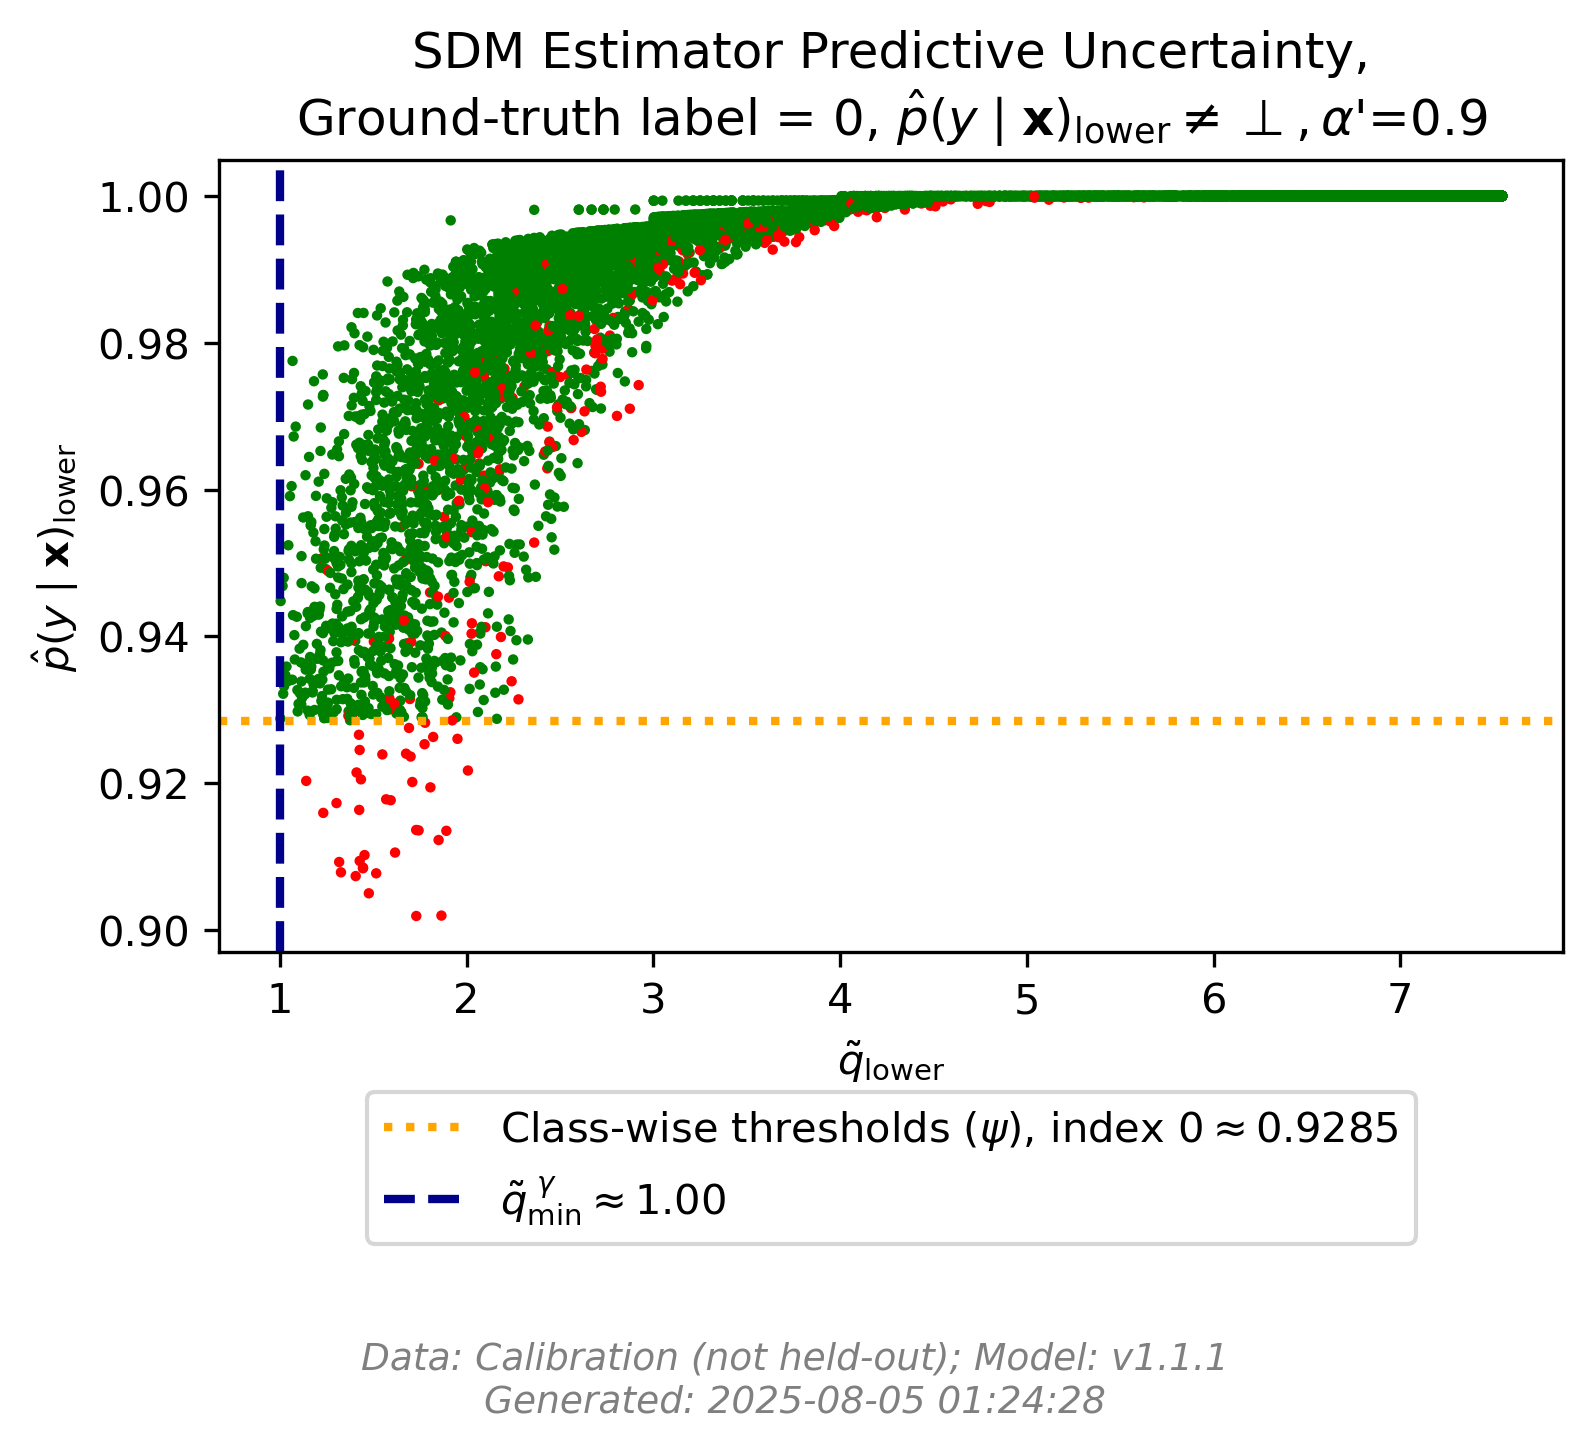 SDM Estimator Predictive Uncertainty,
Ground-truth label = 0, p̂(y | 𝐱)lower ≠ ⊥, α'=0.9
p̂(y | 𝐱)lower
1.00
0.98
0.96
0.94
0.92
0.90
1 2 3 4 5 6 7
q̃lower
Class-wise thresholds (ψ), index 0 ≈ 0.9285
q̃γmin ≈ 1.00
Data: Calibration (not held-out); Model: v1.1.1
Generated: 2025-08-05 01:24:28